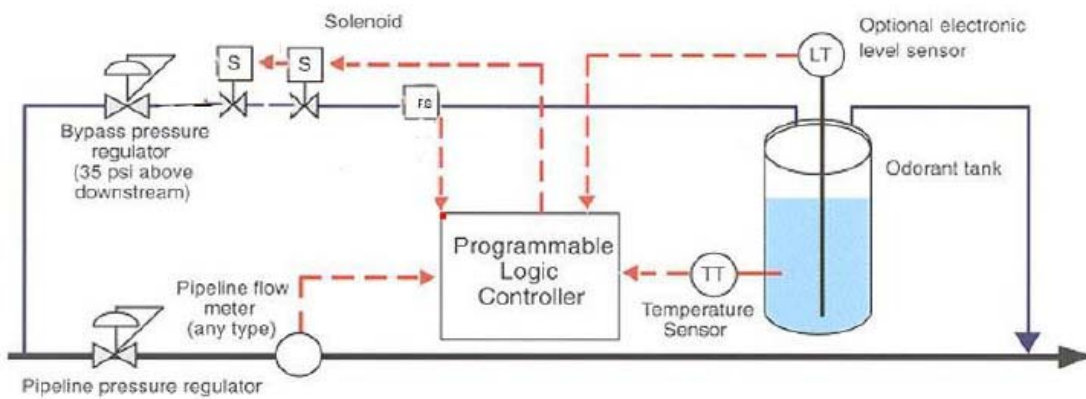 Solenoid
Optional electronic
level sensor
S
S
LT
FS
Bypass pressure
regulator
(35 psi above
downstream)
Odorant tank
Programmable
Logic
Controller
TT
Temperature
Sensor
Pipeline flow
meter
(any type)
Pipeline pressure regulator